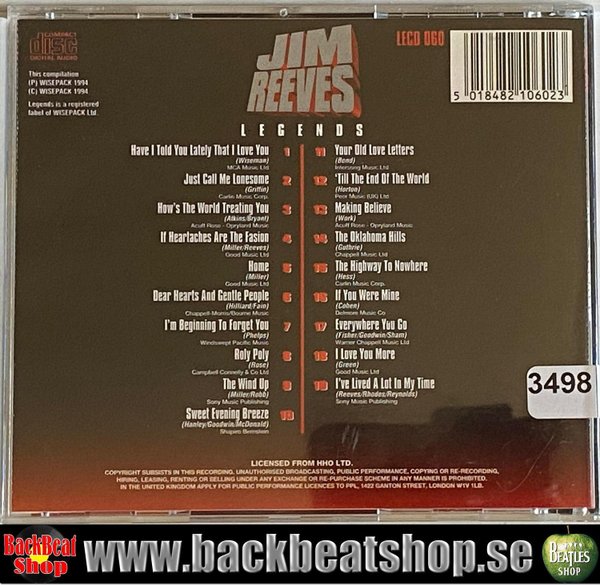 COMPACT
disc
DIGITAL AUDIO
This compilation
(P) WISEPACK 1994
(C) WISEPACK 1994
Legends is a registered
label of WISEPACK Ltd.
JIM
REEVES
LEGENDS
LECD 060
5 018482 106023
Have I Told You Lately That I Love You 1
(Wiseman)
MCA Music Ltd
Just Call Me Lonesome 2
(Griffin)
Carlin Music Corp.
How's The World Treating You 3
(Atkins/Bryant)
Acuff Rose - Opryland Music
If Heartaches Are The Fasion 4
(Miller/Reeves)
Good Music Ltd
Home 5
(Miller)
Good Music Ltd
Dear Hearts And Gentle People 6
(Hilliard/Fain)
Chappell-Morris/Bourne Music
I'm Beginning To Forget You 7
(Phelps)
Windswept Pacific Music
Roly Poly 8
(Rose)
Campbell Connelly & Co Ltd
The Wind Up 9
(Miller/Robb)
Sony Music Publishing
Sweet Evening Breeze 10
(Hanley/Goodwin/McDonald)
Shapiro Bernstein
11 Your Old Love Letters
(Bond)
Intersong Music Ltd
12 'Till The End Of The World
(Horton)
Peer Music (UK) Ltd
13 Making Believe
(Work)
Acuff Rose - Opryland Music
14 The Oklahoma Hills
(Guthrie)
Chappell Music Ltd
15 The Highway To Nowhere
(Hess)
Carlin Music Corp.
16 If You Were Mine
(Cohen)
Delmore Music Co
17 Everywhere You Go
(Fisher/Goodwin/Sham)
Warner Chappell Music Ltd
18 I Love You More
(Green)
Good Music Ltd
19 I've Lived A Lot In My Time
(Reeves/Rhodes/Reynolds)
Sony Music Publishing
3498
LICENSED FROM HHO LTD.
COPYRIGHT SUBSISTS IN THIS RECORDING. UNAUTHORISED BROADCASTING, PUBLIC PERFORMANCE, COPYING OR RE-RECORDING,
HIRING, LEASING, RENTING OR SELLING UNDER ANY EXCHANGE OR RE-PURCHASE SCHEME IN ANY MANNER IS PROHIBITED.
IN THE UNITED KINGDOM APPLY FOR PUBLIC PERFORMANCE LICENCES TO PPL, 1422 GANTON STREET, LONDON W1V 1LB.
BackBeat
Shop
www.backbeatshop.se
BEATLES
SHOP